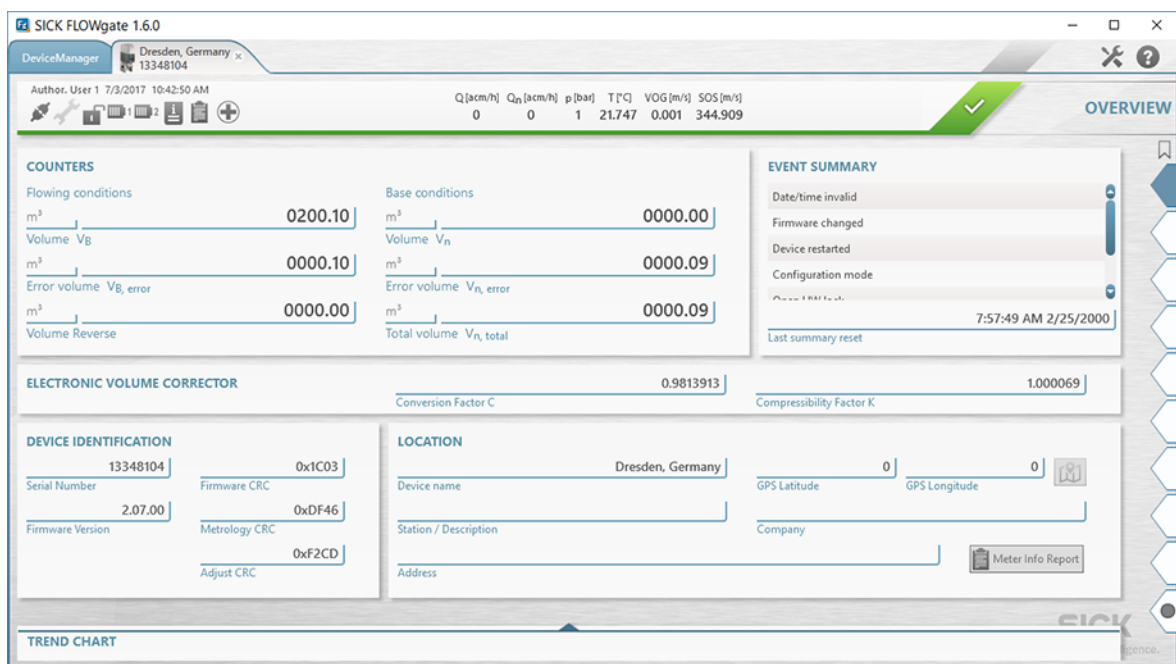 SICK FLOWgate 1.6.0
DeviceManager
Dresden, Germany
13348104
Author. User 1 7/3/2017 10:42:50 AM
1 2
Q [acm/h] Qn [acm/h] p [bar] T [°C] VOG [m/s] SOS [m/s]
0 0 1 21.747 0.001 344.909
OVERVIEW
COUNTERS
Flowing conditions
m³ 0200.10
Volume VB
m³ 0000.10
Error volume VB, error
m³ 0000.00
Volume Reverse
Base conditions
m³ 0000.00
Volume Vn
m³ 0000.09
Error volume Vn, error
m³ 0000.09
Total volume Vn, total
EVENT SUMMARY
Date/time invalid
Firmware changed
Device restarted
Configuration mode
7:57:49 AM 2/25/2000
Last summary reset
ELECTRONIC VOLUME CORRECTOR
0.9813913
Conversion Factor C
1.000069
Compressibility Factor K
DEVICE IDENTIFICATION
13348104
Serial Number
0x1C03
Firmware CRC
2.07.00
Firmware Version
0xDF46
Metrology CRC
0xF2CD
Adjust CRC
LOCATION
Dresden, Germany
Device name
0
GPS Latitude
0
GPS Longitude
Station / Description
Company
Address
Meter Info Report
SICK
TREND CHART